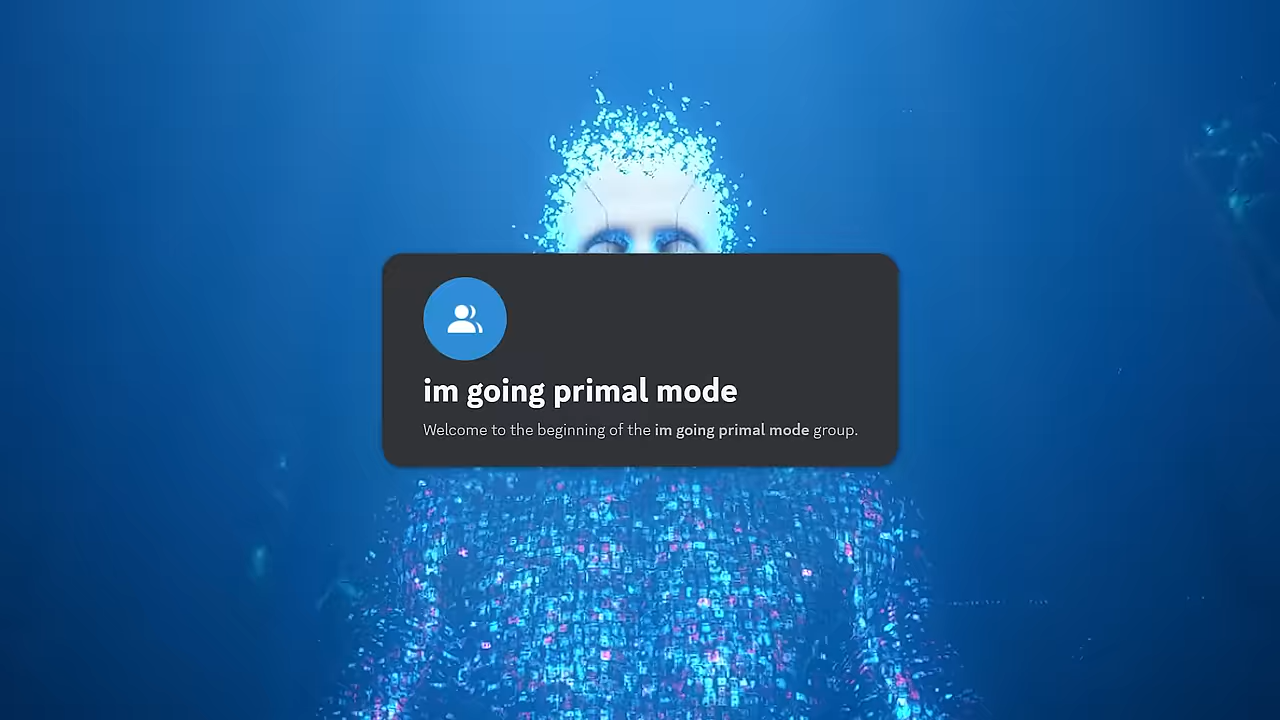 im going primal mode
Welcome to the beginning of the im going primal mode group.